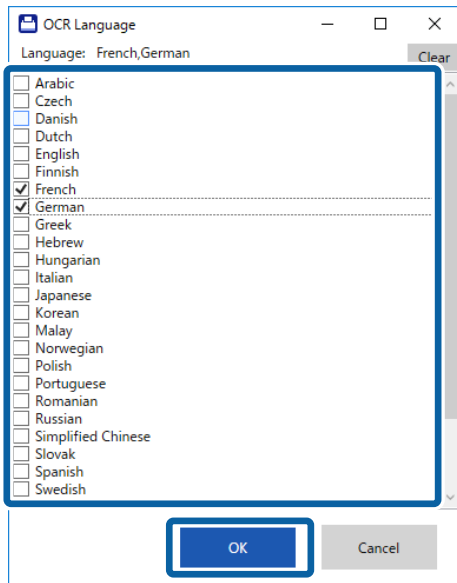 OCR Language
Language: French,German
Clear
Arabic
Czech
Danish
Dutch
English
Finnish
French
German
Greek
Hebrew
Hungarian
Italian
Japanese
Korean
Malay
Norwegian
Polish
Portuguese
Romanian
Russian
Simplified Chinese
Slovak
Spanish
Swedish
OK Cancel